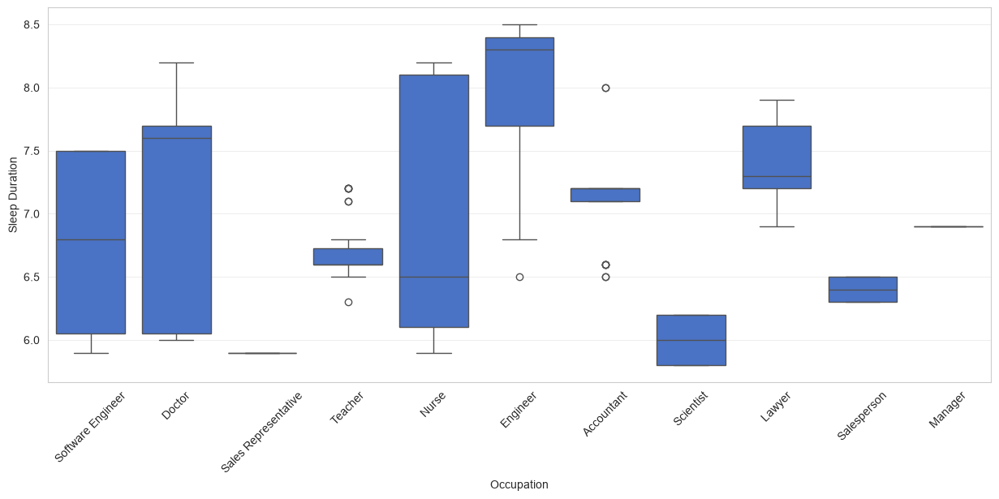 8.5
8.0
7.5
7.0
6.5
6.0
Sleep Duration
Software Engineer
Doctor
Sales Representative
Teacher
Nurse
Engineer
Accountant
Scientist
Lawyer
Salesperson
Manager
Occupation